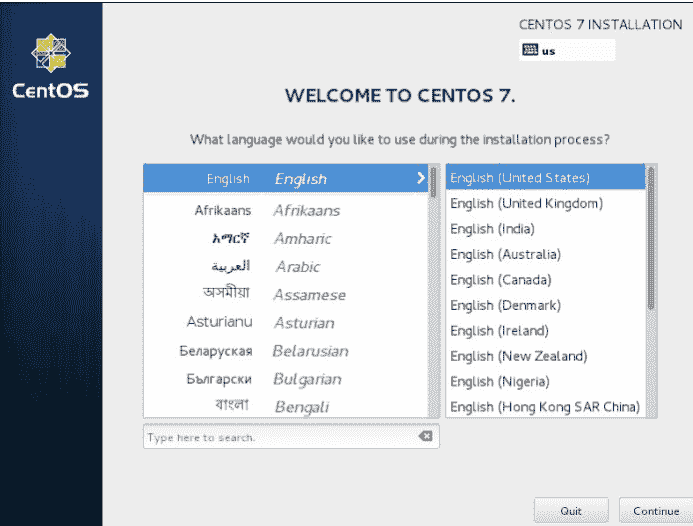 CENTOS 7 INSTALLATION
us
CentOS
WELCOME TO CENTOS 7.
What language would you like to use during the installation process?
English English
Afrikaans Afrikaans
አማርኛ Amharic
العربية Arabic
অসমীয়া Assamese
Asturianu Asturian
Беларуская Belarusian
Български Bulgarian
বাংলা Bengali
English (United States)
English (United Kingdom)
English (India)
English (Australia)
English (Canada)
English (Denmark)
English (Ireland)
English (New Zealand)
English (Nigeria)
English (Hong Kong SAR China)
Type here to search.
Quit
Continue